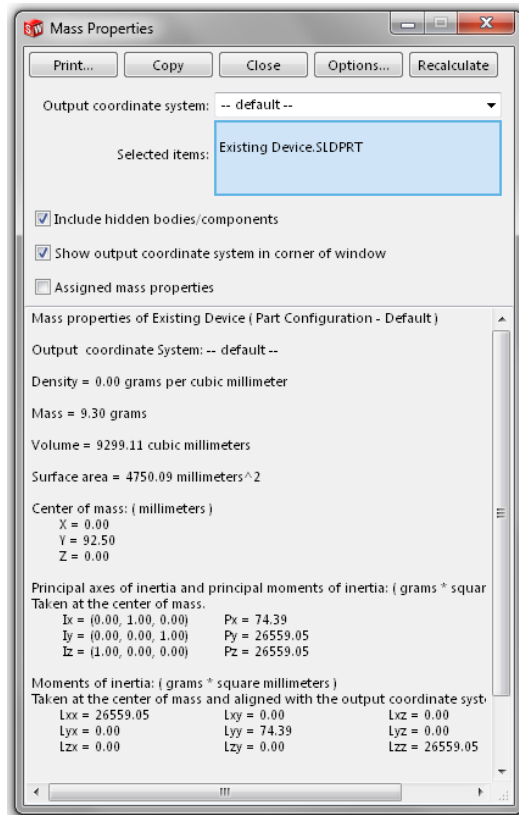 Mass Properties
Print... Copy Close Options... Recalculate
Output coordinate system: -- default --
Selected items: Existing Device.SLDPRT
Include hidden bodies/components
Show output coordinate system in corner of window
Assigned mass properties
Mass properties of Existing Device ( Part Configuration - Default )
Output coordinate System: -- default --
Density = 0.00 grams per cubic millimeter
Mass = 9.30 grams
Volume = 9299.11 cubic millimeters
Surface area = 4750.09 millimeters^2
Center of mass: ( millimeters )
X = 0.00
Y = 92.50
Z = 0.00
Principal axes of inertia and principal moments of inertia: ( grams * squar
Taken at the center of mass.
Ix = (0.00, 1.00, 0.00) Px = 74.39
Iy = (0.00, 0.00, 1.00) Py = 26559.05
Iz = (1.00, 0.00, 0.00) Pz = 26559.05
Moments of inertia: ( grams * square millimeters )
Taken at the center of mass and aligned with the output coordinate syst
Lxx = 26559.05 Lxy = 0.00 Lxz = 0.00
Lyx = 0.00 Lyy = 74.39 Lyz = 0.00
Lzx = 0.00 Lzy = 0.00 Lzz = 26559.05